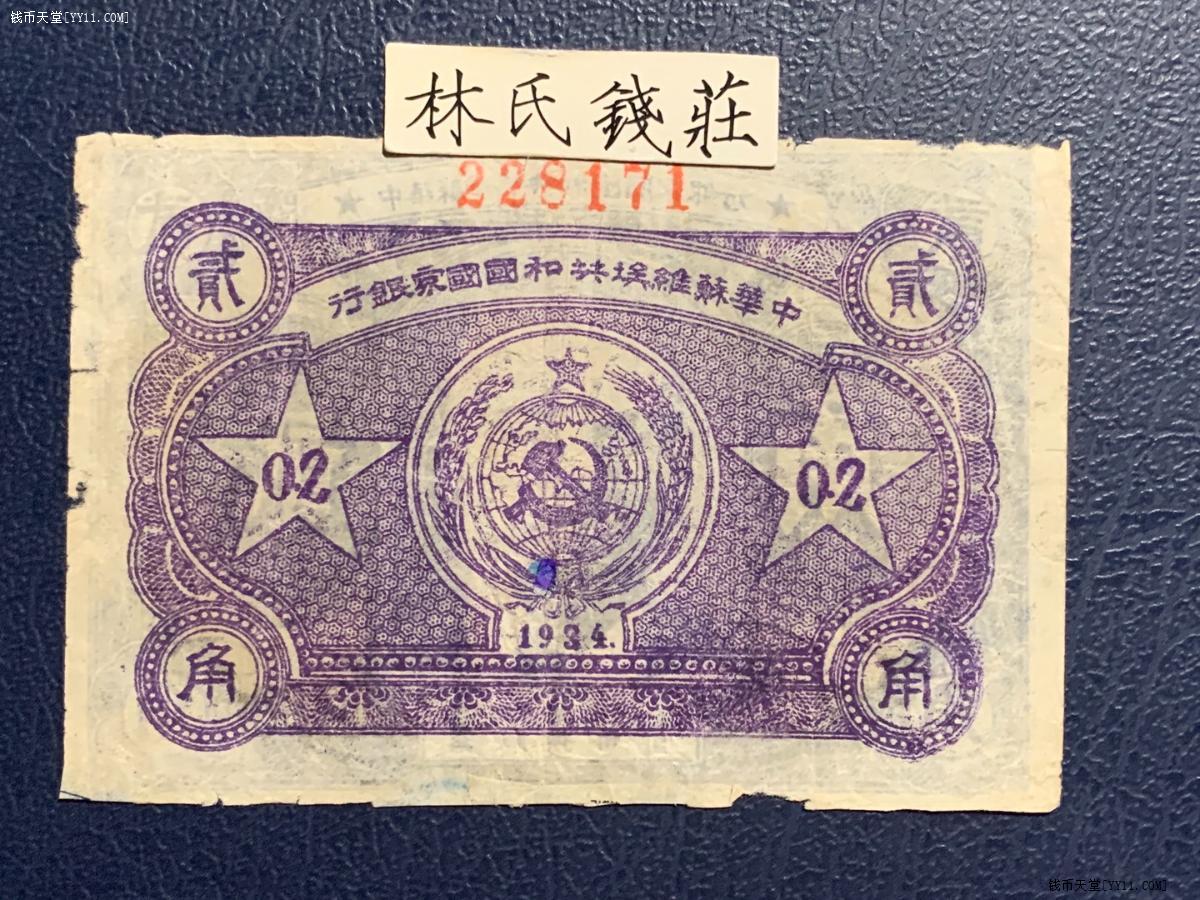 钱币天堂[YY11.COM]
林氏錢莊
228171
貳 貳
中華蘇維埃共和國國家銀行
0.2 0.2
1934.
角 角
钱币天堂[YY11.COM]